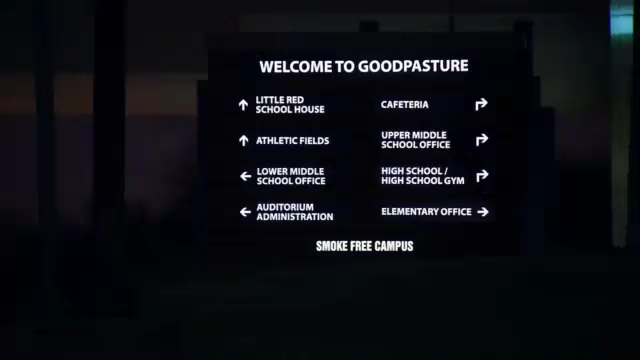 WELCOME TO GOODPASTURE
LITTLE RED
SCHOOL HOUSE
ATHLETIC FIELDS
LOWER MIDDLE
SCHOOL OFFICE
AUDITORIUM
ADMINISTRATION
CAFETERIA
UPPER MIDDLE
SCHOOL OFFICE
HIGH SCHOOL /
HIGH SCHOOL GYM
ELEMENTARY OFFICE
SMOKE FREE CAMPUS